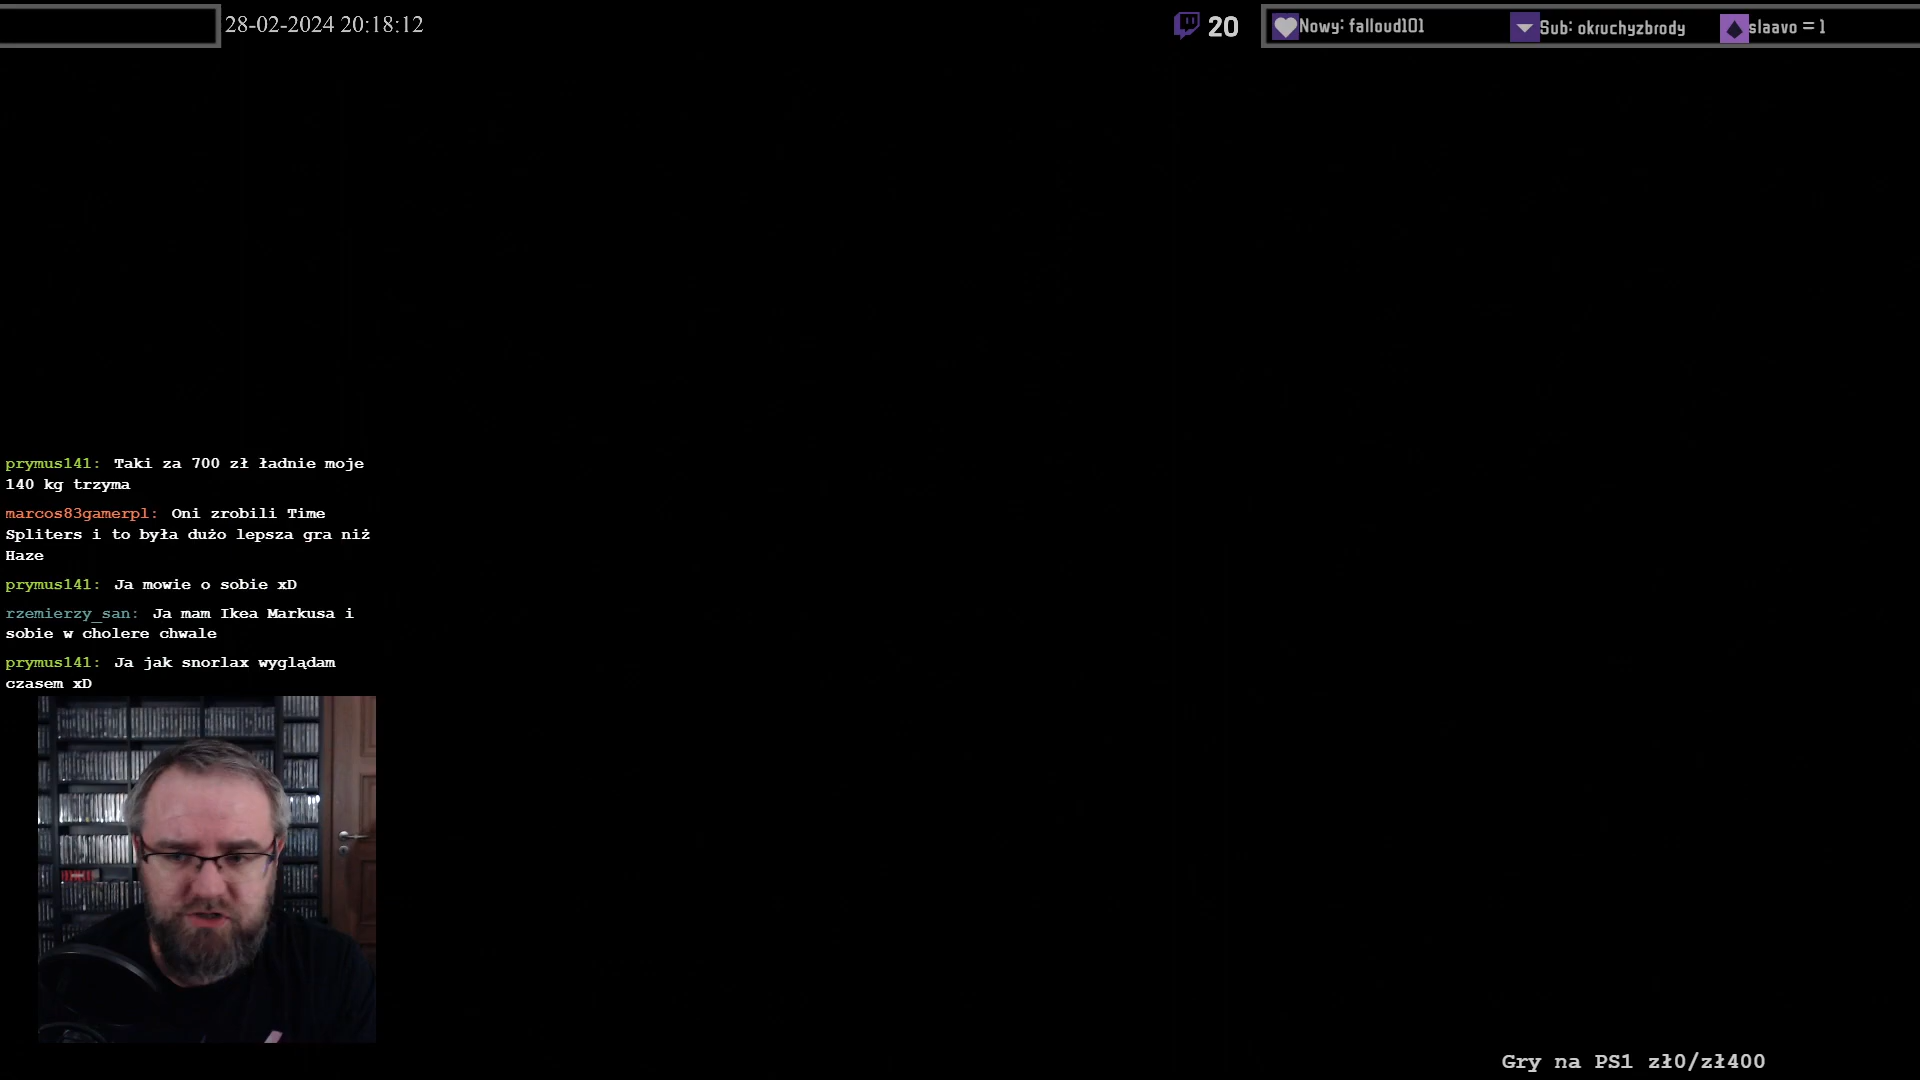 28-02-2024 20:18:12
20
Nowy: falloud101
Sub: okruchyzbrody
slaavo = 1
prymus141: Taki za 700 zł ładnie moje
140 kg trzyma
marcos83gamerpl: Oni zrobili Time
Spliters i to była dużo lepsza gra niż
Haze
prymus141: Ja mowie o sobie xD
rzemierzy_san: Ja mam Ikea Markusa i
sobie w cholere chwale
prymus141: Ja jak snorlax wyglądam
czasem xD
Gry na PS1 zł0/zł400